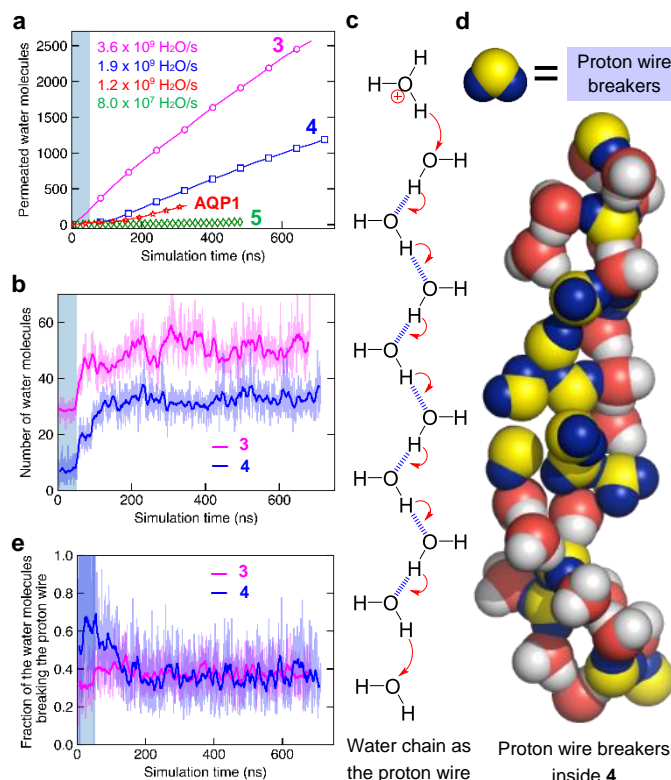 a
Permeated water molecules
2500
2000
1500
1000
500
0
3.6 x 10⁹ H₂O/s
1.9 x 10⁹ H₂O/s
1.2 x 10⁹ H₂O/s
8.0 x 10⁷ H₂O/s
3
4
AQP1
5
0 200 400 600
Simulation time (ns)
b
Number of water molecules
60
40
20
0
3
4
0 200 400 600
Simulation time (ns)
e
Fraction of the water molecules
breaking the proton wire
1.0
0.8
0.6
0.4
0.2
0.0
3
4
0 200 400 600
Simulation time (ns)
c
H
H–O
⊕ H
O–H
H
H–O
H
O–H
H
H–O
H
O–H
H
H–O
H
O–H
H
H–O
H
H–O
H
Water chain as
the proton wire
d
=
Proton wire
breakers
Proton wire breakers
inside 4